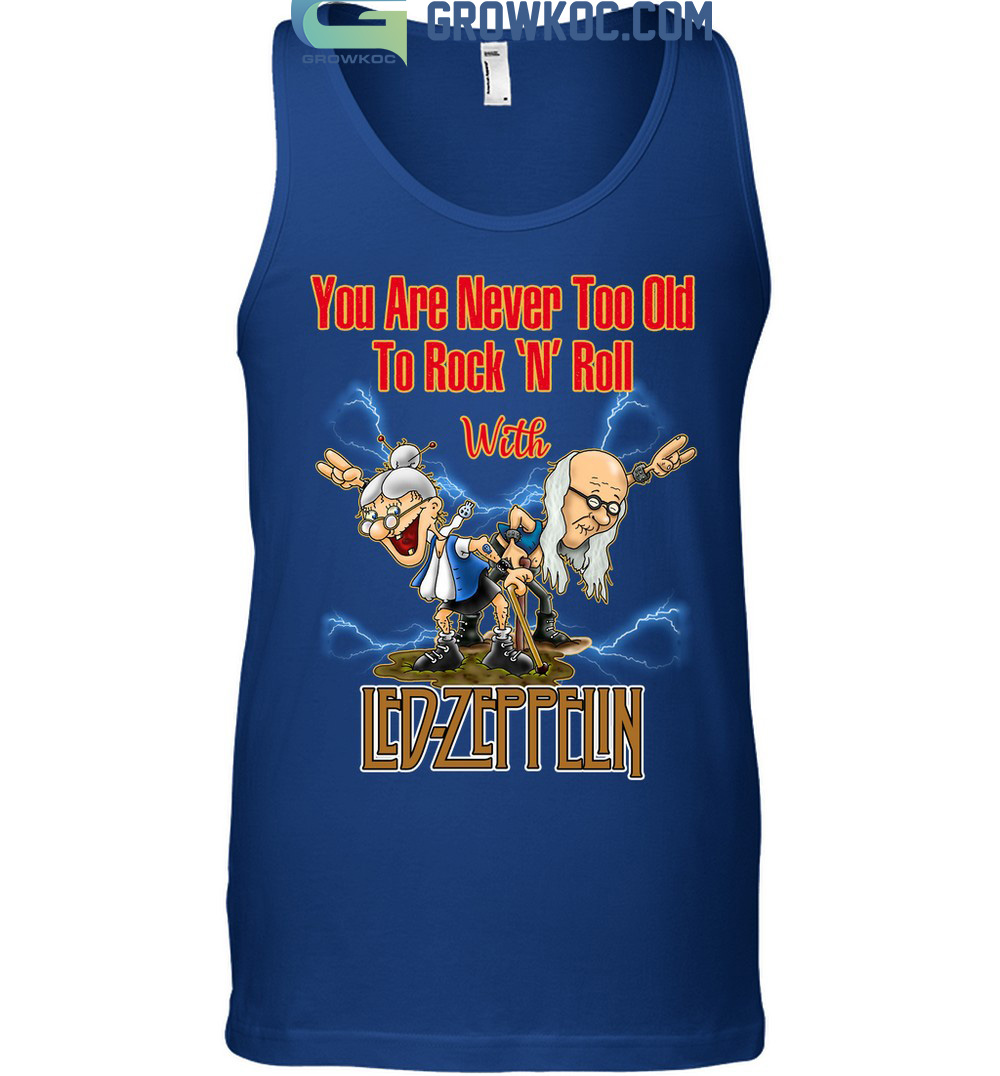 GROWKOC.COM
GROWKOC
You Are Never Too Old
To Rock 'N' Roll
With
LED-ZEPPELIN